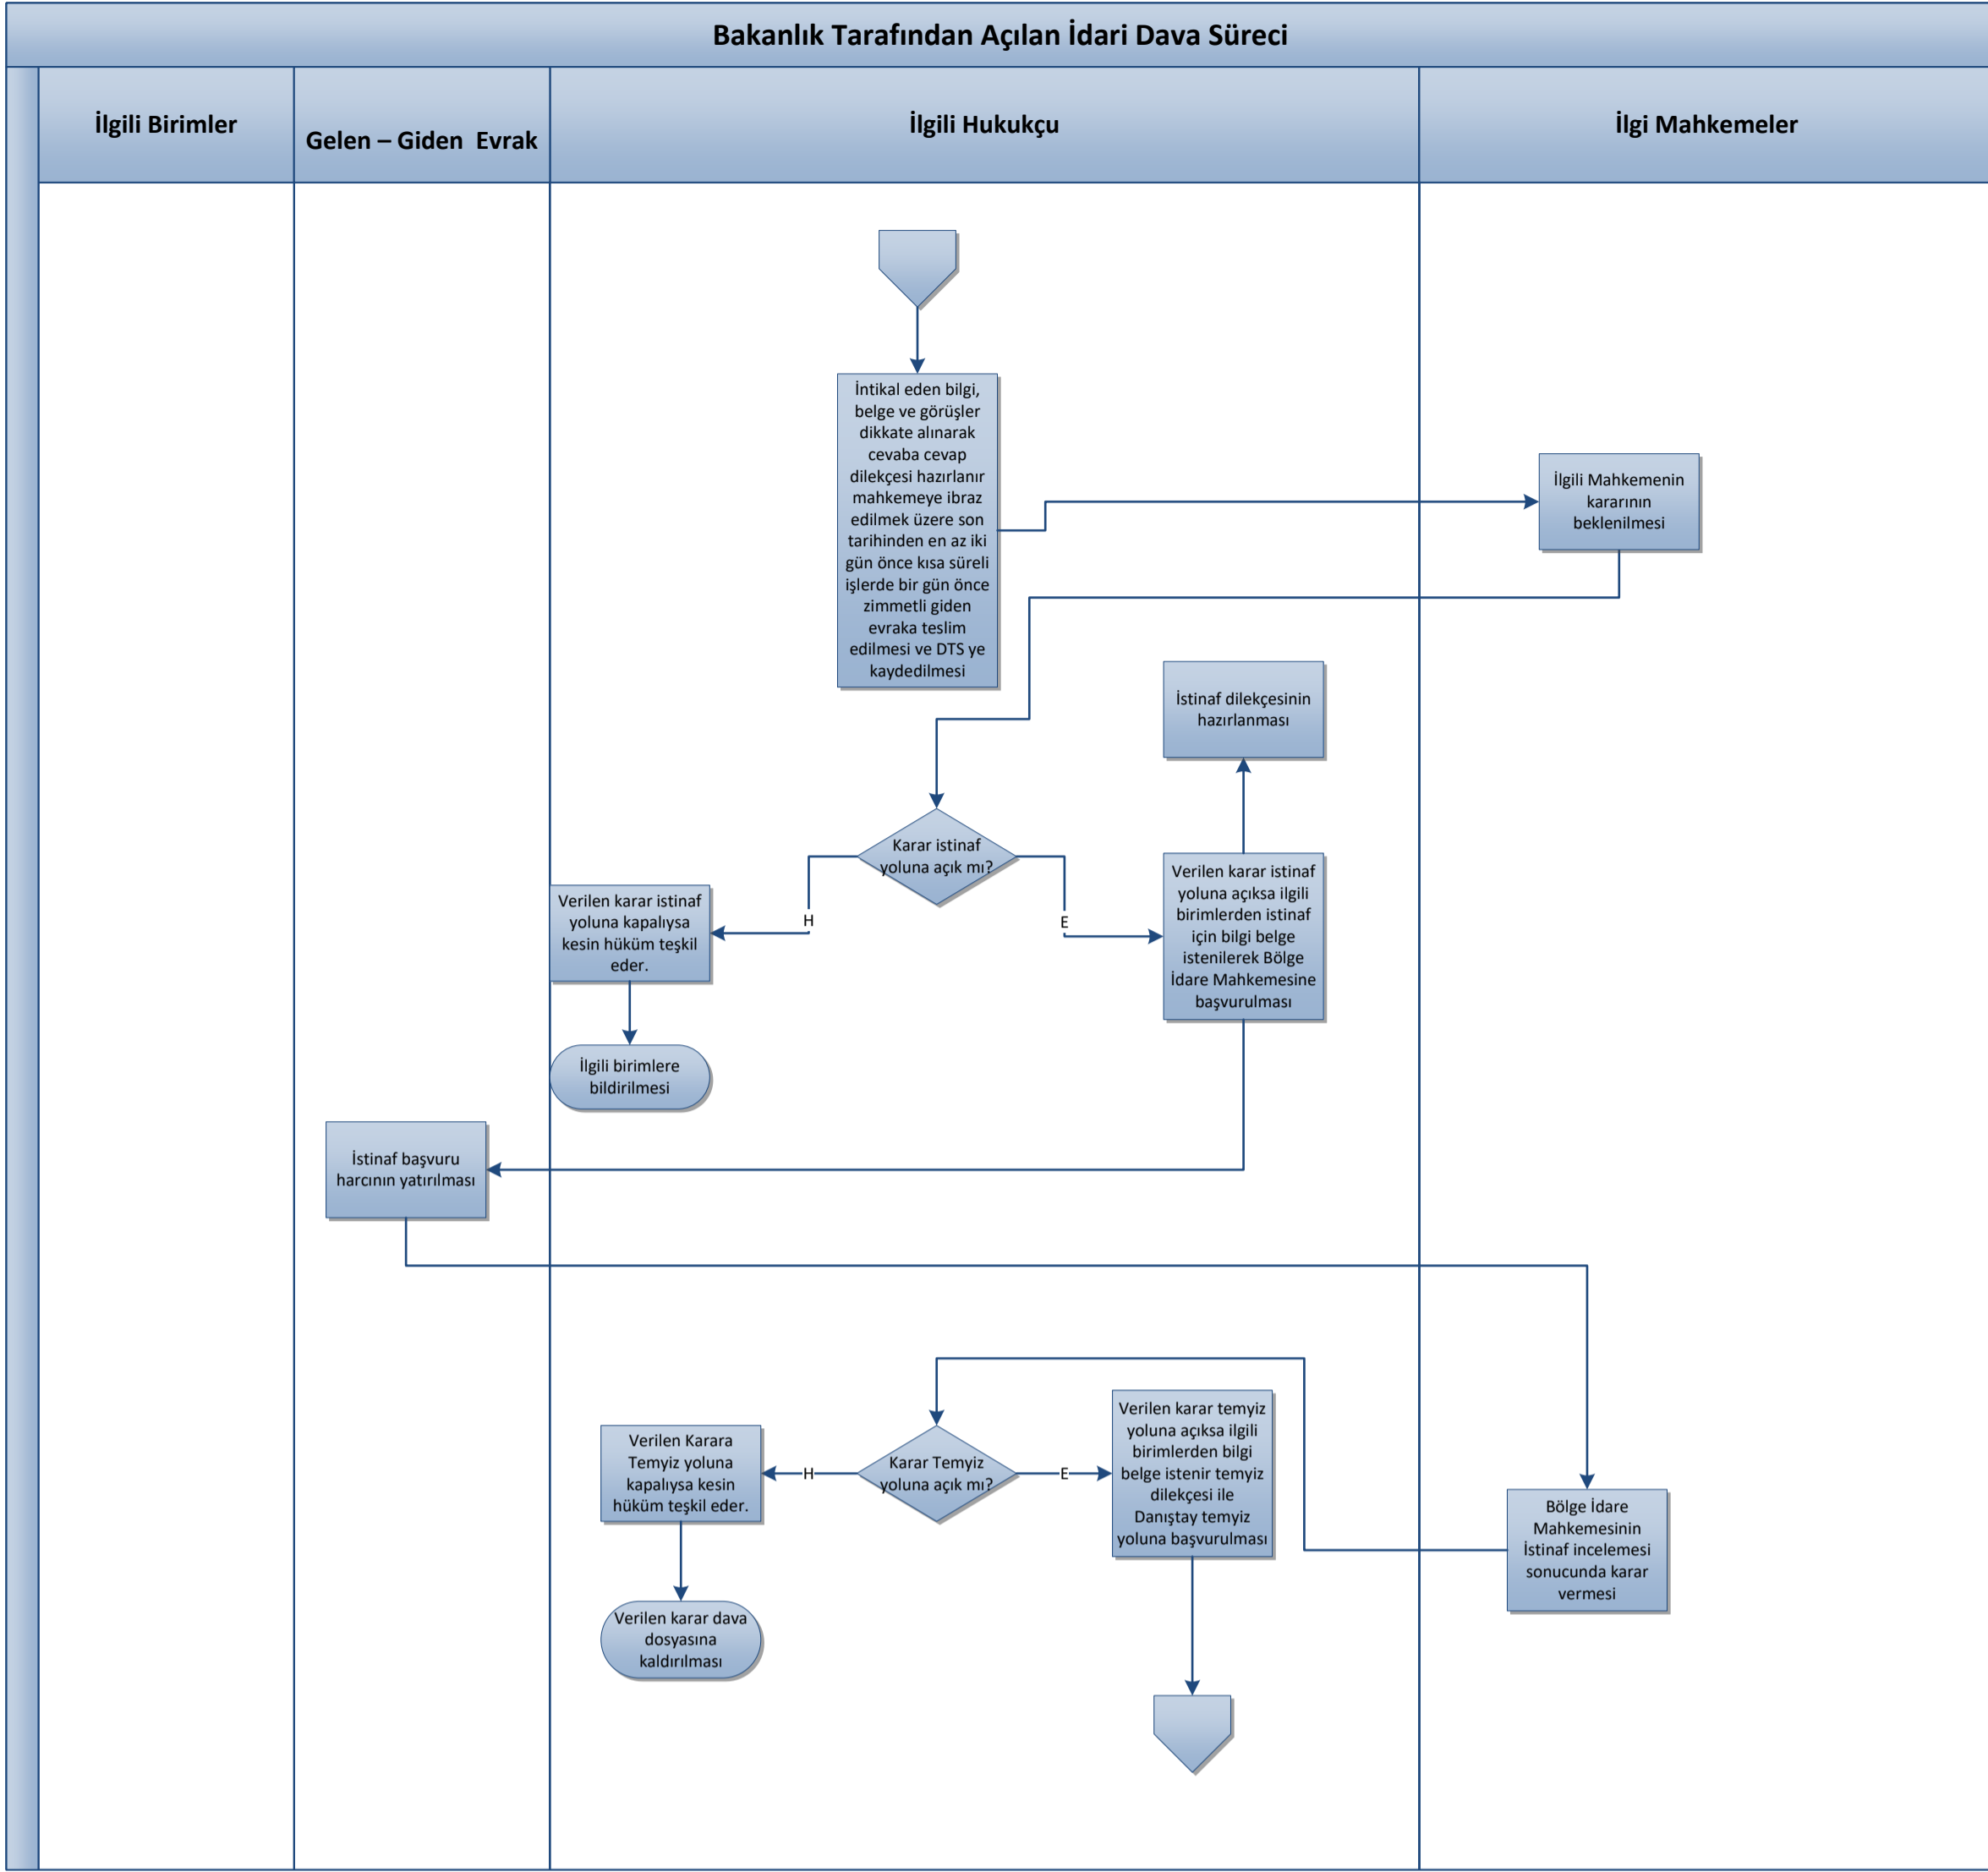 Bakanlık Tarafından Açılan İdari Dava Süreci
İlgili Birimler
Gelen – Giden Evrak
İlgili Hukukçu
İlgi Mahkemeler
İntikal eden bilgi,
belge ve görüşler
dikkate alınarak
cevaba cevap
dilekçesi hazırlanır
mahkemeye ibraz
edilmek üzere son
tarihinden en az iki
gün önce kısa süreli
işlerde bir gün önce
zimmetli giden
evraka teslim
edilmesi ve DTS ye
kaydedilmesi
İlgili Mahkemenin
kararının
beklenilmesi
İstinaf dilekçesinin
hazırlanması
Karar istinaf
yoluna açık mı?
H
E
Verilen karar istinaf
yoluna kapalıysa
kesin hüküm teşkil
eder.
Verilen karar istinaf
yoluna açıksa ilgili
birimlerden istinaf
için bilgi belge
istenilerek Bölge
İdare Mahkemesine
başvurulması
İlgili birimlere
bildirilmesi
İstinaf başvuru
harcının yatırılması
Verilen Karara
Temyiz yoluna
kapalıysa kesin
hüküm teşkil eder.
H
Karar Temyiz
yoluna açık mı?
E
Verilen karar temyiz
yoluna açıksa ilgili
birimlerden bilgi
belge istenir temyiz
dilekçesi ile
Danıştay temyiz
yoluna başvurulması
Bölge İdare
Mahkemesinin
İstinaf incelemesi
sonucunda karar
vermesi
Verilen karar dava
dosyasına
kaldırılması